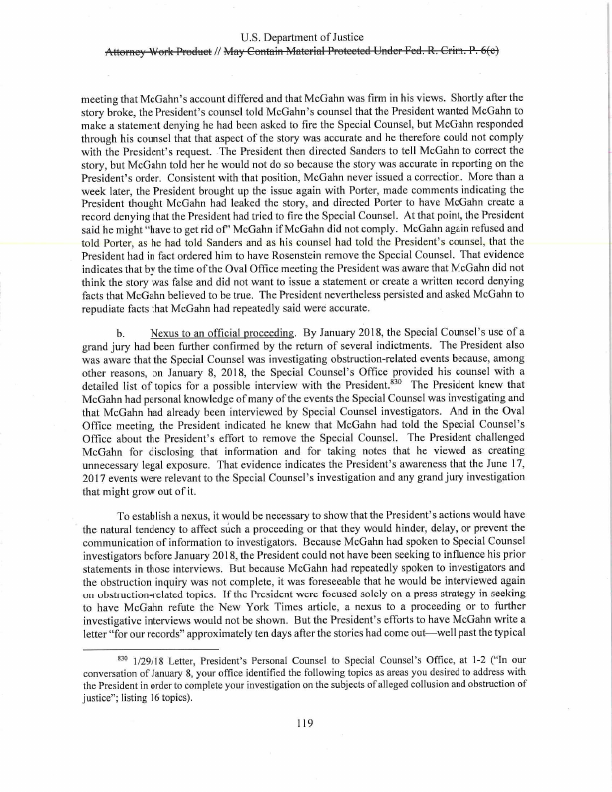 U.S. Department of Justice
Attorney Work Product // May Contain Material Protected Under Fed. R. Crim. P. 6(e)
meeting that McGahn's account differed and that McGahn was firm in his views. Shortly after the
story broke, the President's counsel told McGahn's counsel that the President wanted McGahn to
make a statement denying he had been asked to fire the Special Counsel, but McGahn responded
through his counsel that that aspect of the story was accurate and he therefore could not comply
with the President's request. The President then directed Sanders to tell McGahn to correct the
story, but McGahn told her he would not do so because the story was accurate in reporting on the
President's order. Consistent with that position, McGahn never issued a correction. More than a
week later, the President brought up the issue again with Porter, made comments indicating the
President thought McGahn had leaked the story, and directed Porter to have McGahn create a
record denying that the President had tried to fire the Special Counsel. At that point, the President
said he might "have to get rid of" McGahn if McGahn did not comply. McGahn again refused and
told Porter, as he had told Sanders and as his counsel had told the President's counsel, that the
President had in fact ordered him to have Rosenstein remove the Special Counsel. That evidence
indicates that by the time of the Oval Office meeting the President was aware that McGahn did not
think the story was false and did not want to issue a statement or create a written record denying
facts that McGahn believed to be true. The President nevertheless persisted and asked McGahn to
repudiate facts that McGahn had repeatedly said were accurate.
b. Nexus to an official proceeding. By January 2018, the Special Counsel's use of a
grand jury had been further confirmed by the return of several indictments. The President also
was aware that the Special Counsel was investigating obstruction-related events because, among
other reasons, on January 8, 2018, the Special Counsel's Office provided his counsel with a
detailed list of topics for a possible interview with the President.830 The President knew that
McGahn had personal knowledge of many of the events the Special Counsel was investigating and
that McGahn had already been interviewed by Special Counsel investigators. And in the Oval
Office meeting, the President indicated he knew that McGahn had told the Special Counsel's
Office about the President's effort to remove the Special Counsel. The President challenged
McGahn for disclosing that information and for taking notes that he viewed as creating
unnecessary legal exposure. That evidence indicates the President's awareness that the June 17,
2017 events were relevant to the Special Counsel's investigation and any grand jury investigation
that might grow out of it.
To establish a nexus, it would be necessary to show that the President's actions would have
the natural tendency to affect such a proceeding or that they would hinder, delay, or prevent the
communication of information to investigators. Because McGahn had spoken to Special Counsel
investigators before January 2018, the President could not have been seeking to influence his prior
statements in those interviews. But because McGahn had repeatedly spoken to investigators and
the obstruction inquiry was not complete, it was foreseeable that he would be interviewed again
on obstruction-related topics. If the President were focused solely on a press strategy in seeking
to have McGahn refute the New York Times article, a nexus to a proceeding or to further
investigative interviews would not be shown. But the President's efforts to have McGahn write a
letter "for our records" approximately ten days after the stories had come out—well past the typical
830 1/29/18 Letter, President's Personal Counsel to Special Counsel's Office, at 1-2 ("In our
conversation of January 8, your office identified the following topics as areas you desired to address with
the President in order to complete your investigation on the subjects of alleged collusion and obstruction of
justice"; listing 16 topics).
119